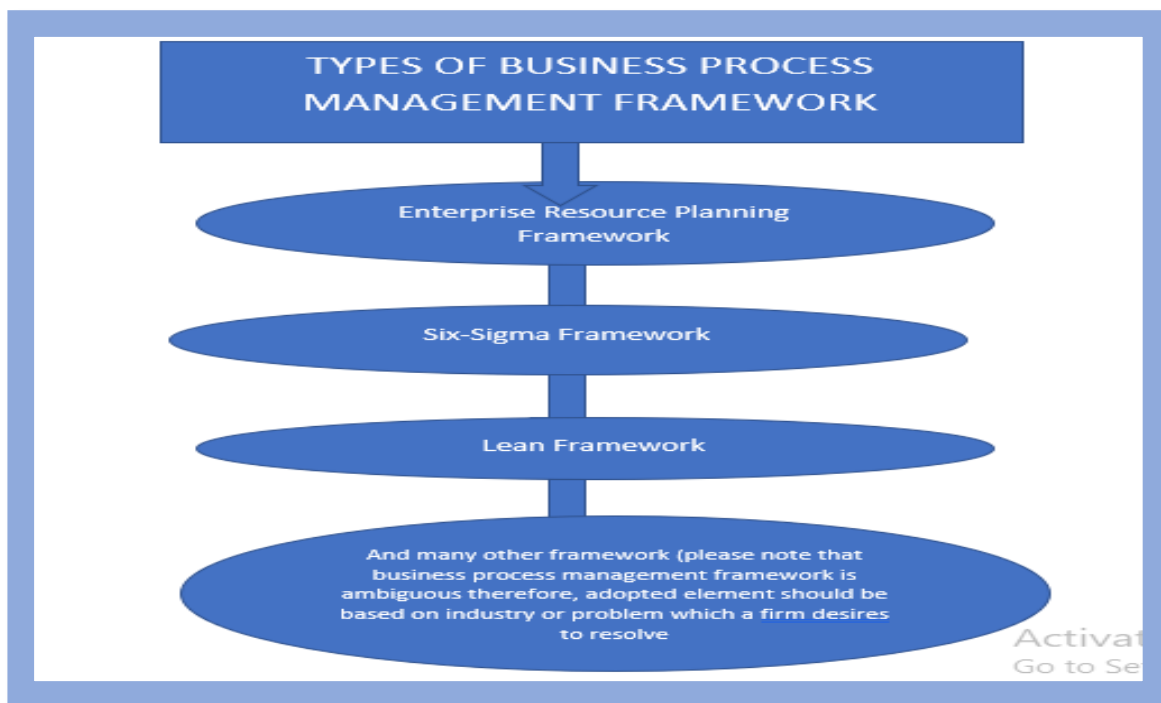 TYPES OF BUSINESS PROCESS
MANAGEMENT FRAMEWORK
Enterprise Resource Planning
Framework
Six-Sigma Framework
Lean Framework
And many other framework (please note that
business process management framework is
ambiguous therefore, adopted element should be
based on industry or problem which a firm desires
to resolve
Activat
Go to Se